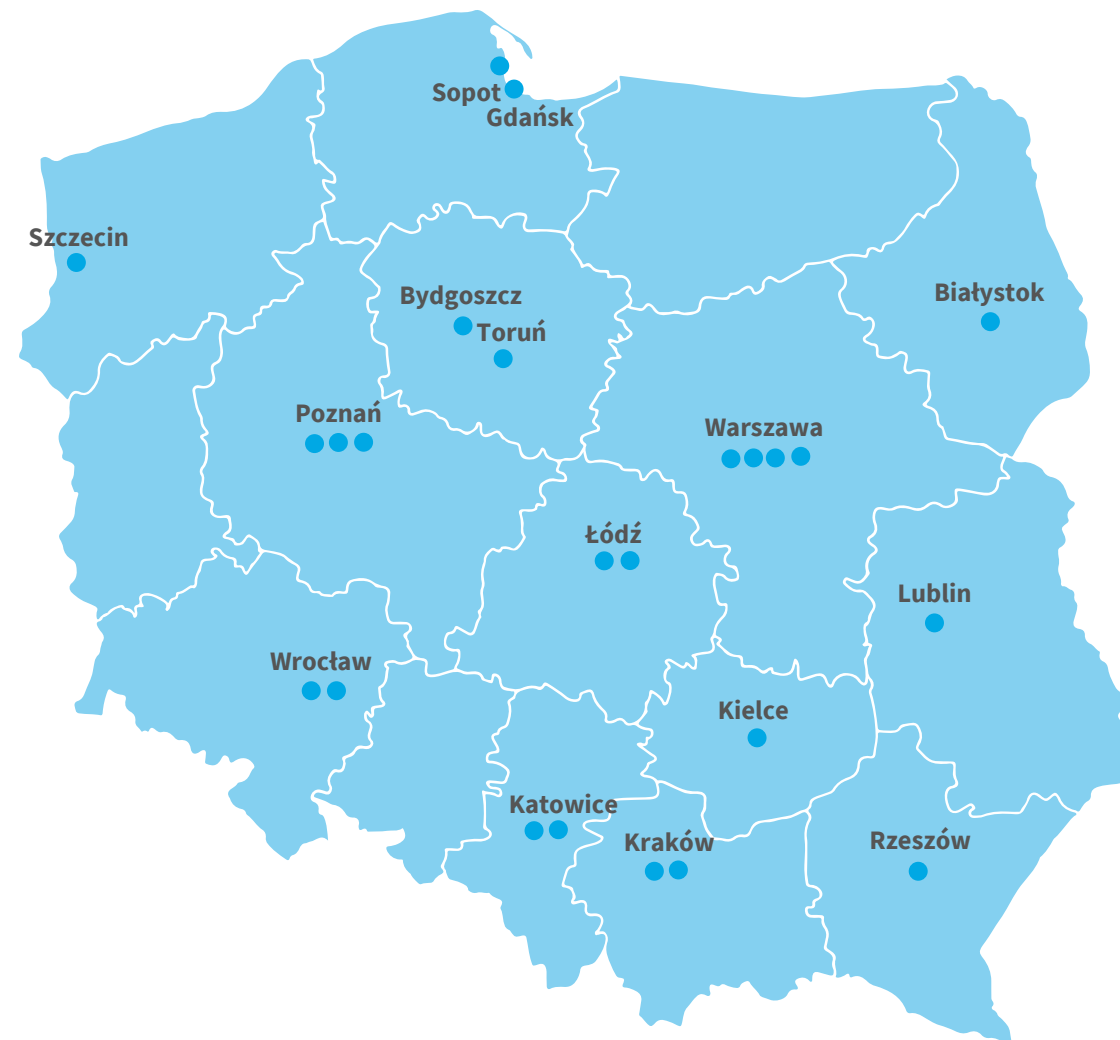 Sopot
Gdańsk
Szczecin
Bydgoszcz
Białystok
Toruń
Poznań
Warszawa
Łódź
Lublin
Wrocław
Kielce
Katowice
Kraków
Rzeszów